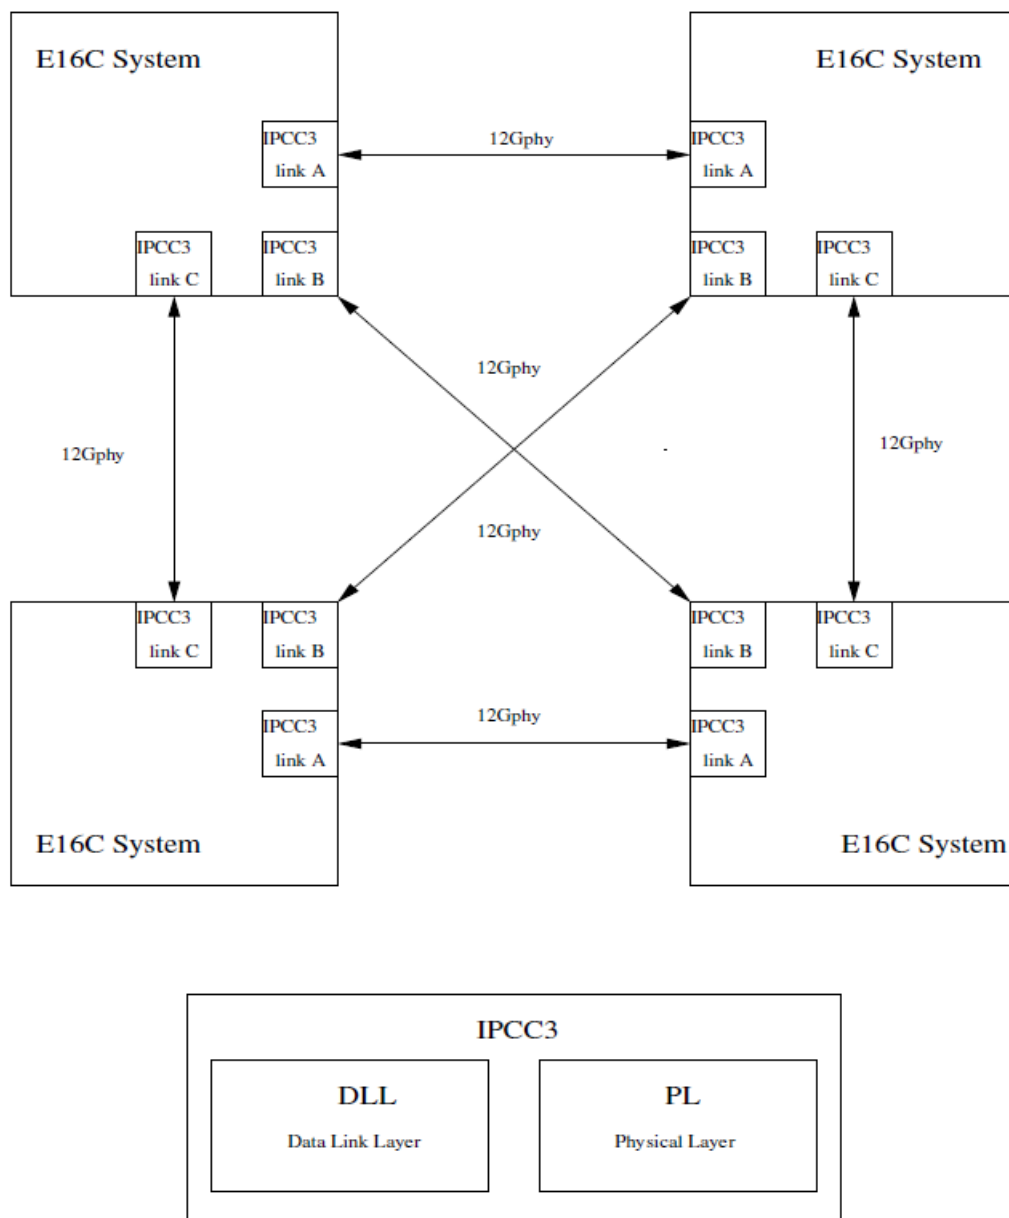 E16C System
E16C System
IPCC3
link A
12Gphy
IPCC3
link A
IPCC3
link C
IPCC3
link B
IPCC3
link B
IPCC3
link C
12Gphy
12Gphy
12Gphy
12Gphy
IPCC3
link C
IPCC3
link B
IPCC3
link B
IPCC3
link C
IPCC3
link A
12Gphy
IPCC3
link A
E16C System
E16C System
IPCC3
DLL
Data Link Layer
PL
Physical Layer